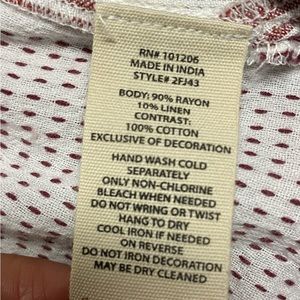 RN# 101206
MADE IN INDIA
STYLE# 2FJ43
BODY: 90% RAYON
10% LINEN
CONTRAST:
100% COTTON
EXCLUSIVE OF DECORATION
HAND WASH COLD
SEPARATELY
ONLY NON-CHLORINE
BLEACH WHEN NEEDED
DO NOT WRING OR TWIST
HANG TO DRY
COOL IRON IF NEEDED
ON REVERSE
DO NOT IRON DECORATION
MAY BE DRY CLEANED